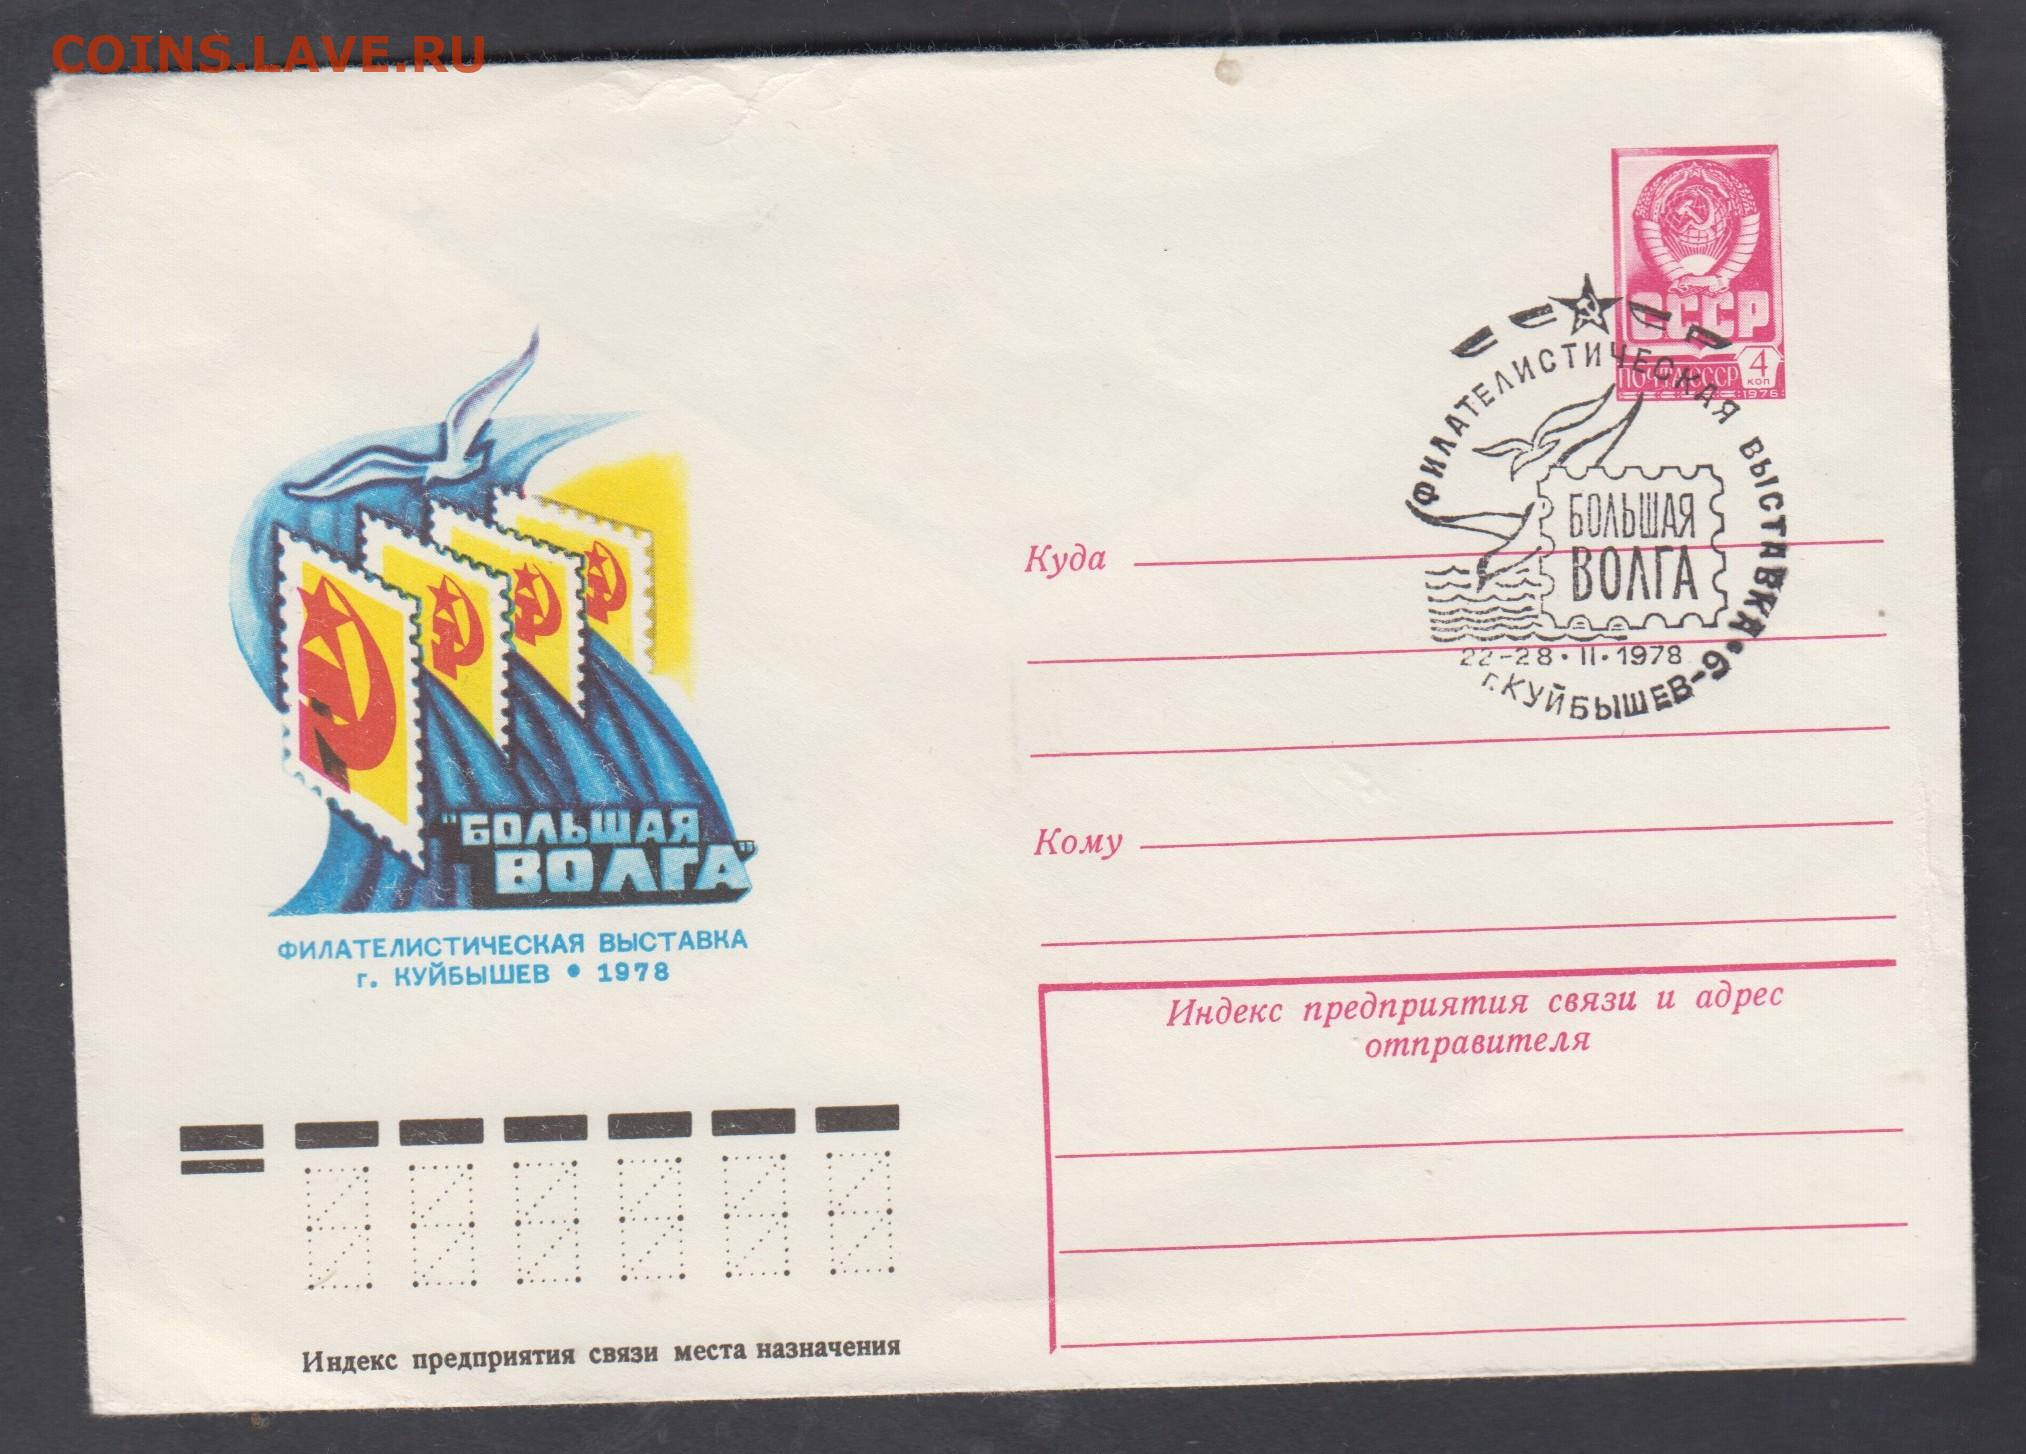 COINS.LAVE.RU
СССР
4
коп
ПОЧТА СССР
1976
ФИЛАТЕЛИСТИЧЕСКАЯ ВЫСТАВКА
БОЛЬШАЯ
ВОЛГА
22-28·II·1978
г.КУЙБЫШЕВ-9
"БОЛЬШАЯ
ВОЛГА"
ФИЛАТЕЛИСТИЧЕСКАЯ ВЫСТАВКА
г. КУЙБЫШЕВ • 1978
Куда
Кому
Индекс предприятия связи и адрес
отправителя
Индекс предприятия связи места назначения